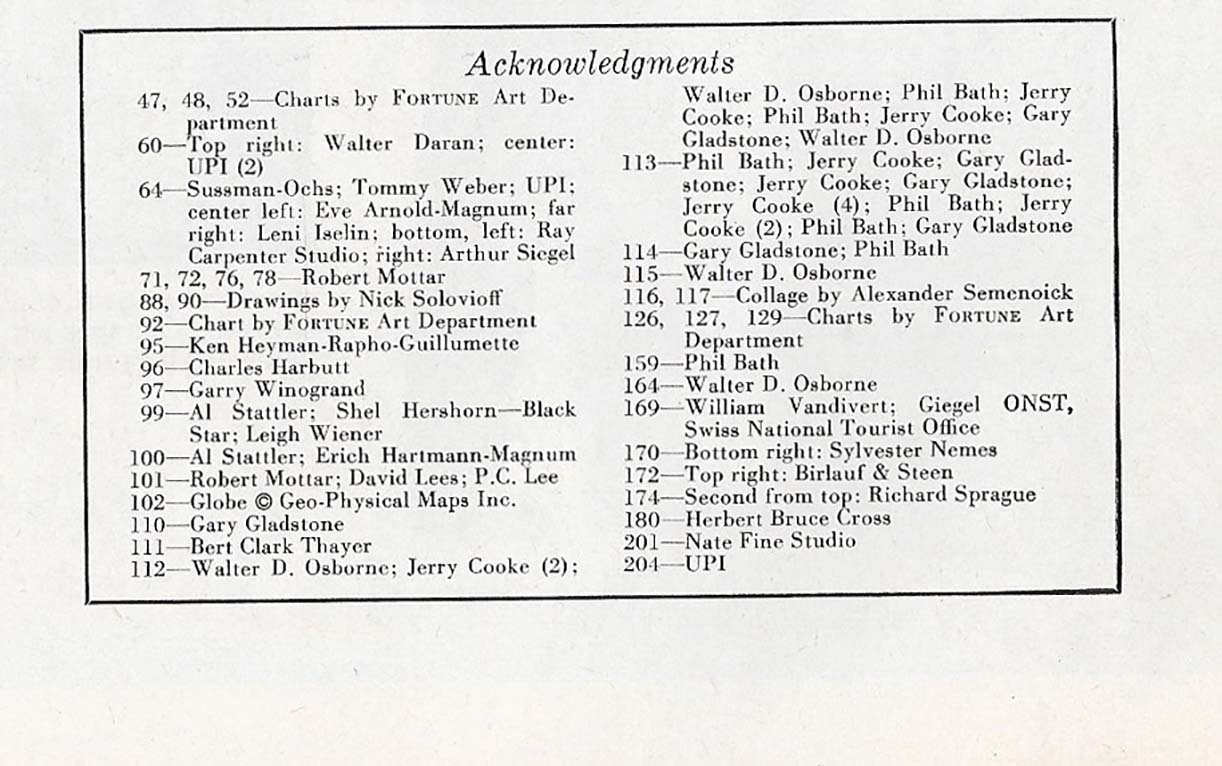 Acknowledgments
47, 48, 52—Charts by FORTUNE Art De-
partment
60—Top right: Walter Daran; center:
UPI (2)
64—Sussman-Ochs; Tommy Weber; UPI;
center left: Eve Arnold-Magnum; far
right: Leni Iselin; bottom, left: Ray
Carpenter Studio; right: Arthur Siegel
71, 72, 76, 78—Robert Mottar
88, 90—Drawings by Nick Solovioff
92—Chart by FORTUNE Art Department
95—Ken Heyman-Rapho-Guillumette
96—Charles Harbutt
97—Garry Winogrand
99—Al Stattler; Shel Hershorn—Black
Star; Leigh Wiener
100—Al Stattler; Erich Hartmann-Magnum
101—Robert Mottar; David Lees; P.C. Lee
102—Globe © Geo-Physical Maps Inc.
110—Gary Gladstone
111—Bert Clark Thayer
112—Walter D. Osborne; Jerry Cooke (2);
Walter D. Osborne; Phil Bath; Jerry
Cooke; Phil Bath; Jerry Cooke; Gary
Gladstone; Walter D. Osborne
113—Phil Bath; Jerry Cooke; Gary Glad-
stone; Jerry Cooke; Gary Gladstone;
Jerry Cooke (4); Phil Bath; Jerry
Cooke (2); Phil Bath; Gary Gladstone
114—Gary Gladstone; Phil Bath
115—Walter D. Osborne
116, 117—Collage by Alexander Semenoick
126, 127, 129—Charts by FORTUNE Art
Department
159—Phil Bath
164—Walter D. Osborne
169—William Vandivert; Giegel ONST,
Swiss National Tourist Office
170—Bottom right: Sylvester Nemes
172—Top right: Birlauf & Steen
174—Second from top: Richard Sprague
180—Herbert Bruce Cross
201—Nate Fine Studio
204—UPI